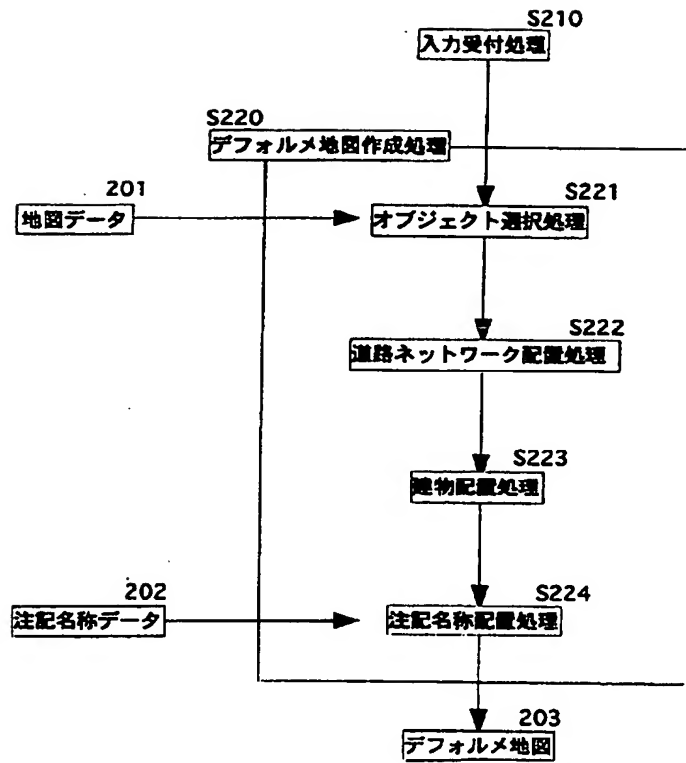 S210
入力受付処理
S220
デフォルメ地図作成処理
201
地図データ
S221
オブジェクト選択処理
S222
道路ネットワーク配置処理
S223
建物配置処理
202
注記名称データ
S224
注記名称配置処理
203
デフォルメ地図